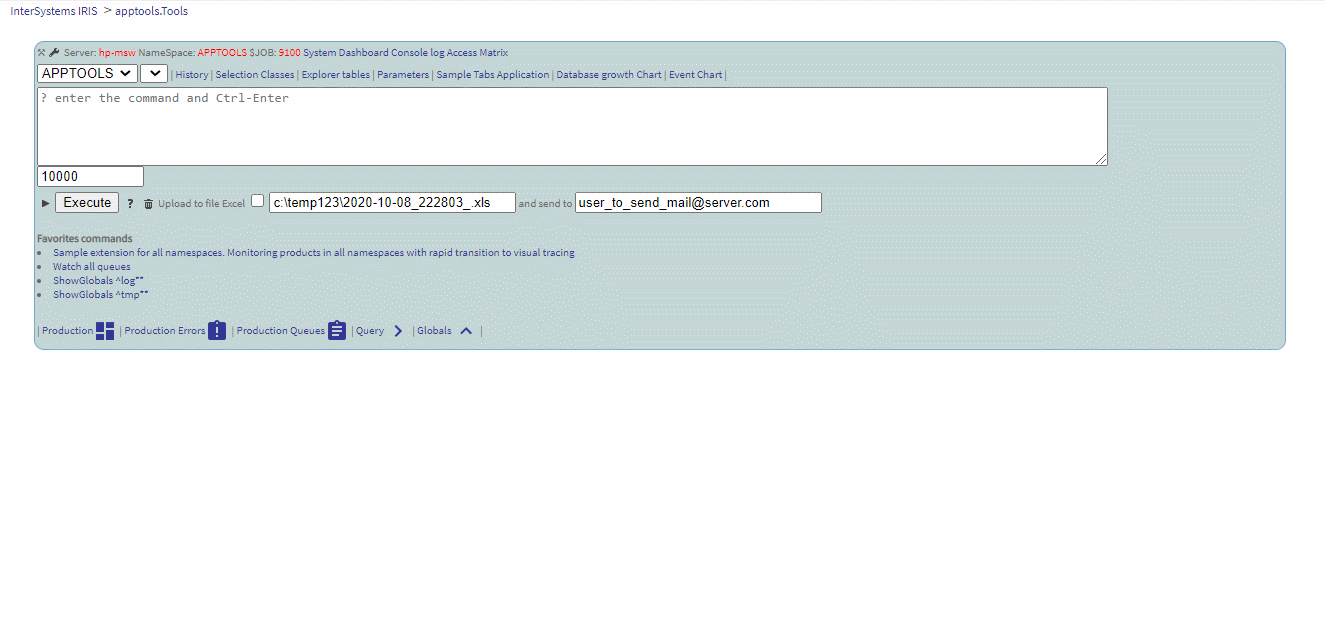 InterSystems IRIS > apptools.Tools
Server: hp-msw NameSpace: APPTOOLS $JOB: 9100 System Dashboard Console log Access Matrix
APPTOOLS | History | Selection Classes | Explorer tables | Parameters | Sample Tabs Application | Database growth Chart | Event Chart |
? enter the command and Ctrl-Enter
10000
Execute ? Upload to file Excel c:\temp123\2020-10-08_222803_.xls and send to user_to_send_mail@server.com
Favorites commands
Sample extension for all namespaces. Monitoring products in all namespaces with rapid transition to visual tracing
Watch all queues
ShowGlobals ^log**
ShowGlobals ^tmp**
| Production | Production Errors | Production Queues | Query | Globals |